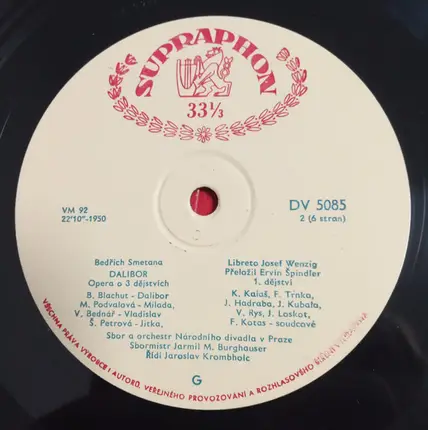 SUPRAPHON
33⅓
VM 92
22'10"-1950
DV 5085
2 (6 stran)
Bedřich Smetana
DALIBOR
Opera o 3 dějstvích
B. Blachut - Dalibor
M. Podvalová - Milada,
V. Bednář - Vladislav
Š. Petrová - Jitka,
Libreto Josef Wenzig
Přeložil Ervín Špindler
1. dějství
K. Kalaš, F. Trnka,
J. Hadraba, J. Kubala,
V. Rys, J. Loskot,
F. Kotas - soudcové
Sbor a orchestr Národního divadla v Praze
Sbormistr Jarmil M. Burghauser
Řídí Jaroslav Krombholc
G
VŠECHNA PRÁVA VÝROBCE I AUTORŮ, VEŘEJNÉHO PROVOZOVÁNÍ A ROZHLASOVÉHO